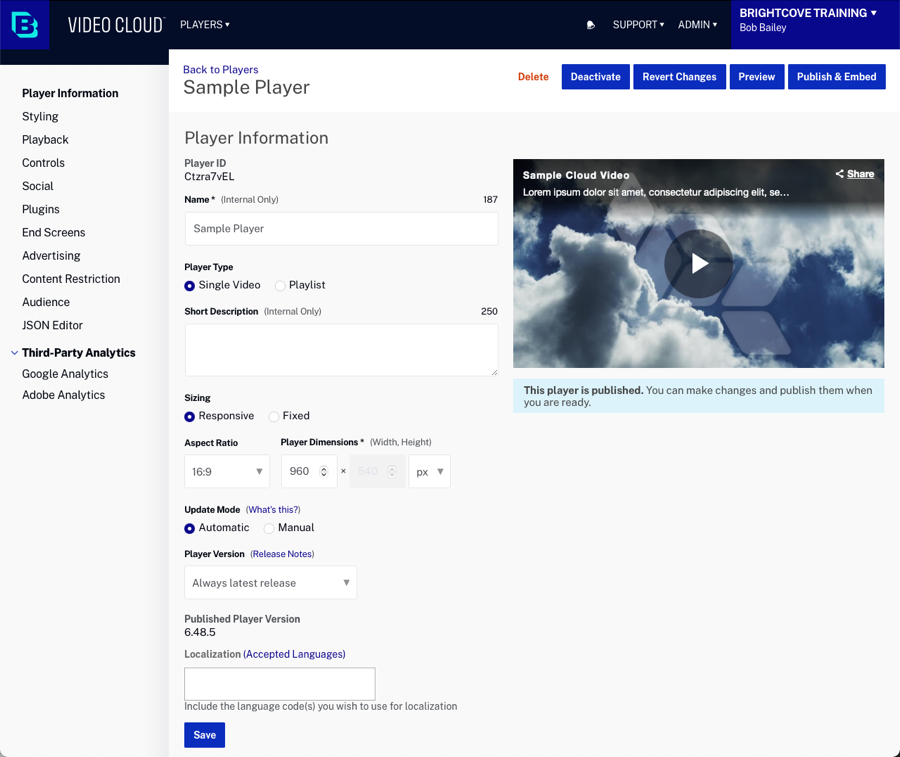 VIDEO CLOUD
PLAYERS
SUPPORT
ADMIN
BRIGHTCOVE TRAINING
Bob Bailey
Player Information
Styling
Playback
Controls
Social
Plugins
End Screens
Advertising
Content Restriction
Audience
JSON Editor
Third-Party Analytics
Google Analytics
Adobe Analytics
Back to Players
Sample Player
Delete
Deactivate
Revert Changes
Preview
Publish & Embed
Player Information
Player ID
Ctzra7vEL
Name * (Internal Only) 187
Sample Player
Player Type
Single Video Playlist
Short Description (Internal Only) 250
Sizing
Responsive Fixed
Aspect Ratio Player Dimensions * (Width, Height)
16:9 960 × 540 px
Update Mode (What's this?)
Automatic Manual
Player Version (Release Notes)
Always latest release
Published Player Version
6.48.5
Localization (Accepted Languages)
Include the language code(s) you wish to use for localization
Save
Sample Cloud Video
Share
Lorem ipsum dolor sit amet, consectetur adipiscing elit, se...
This player is published. You can make changes and publish them when
you are ready.